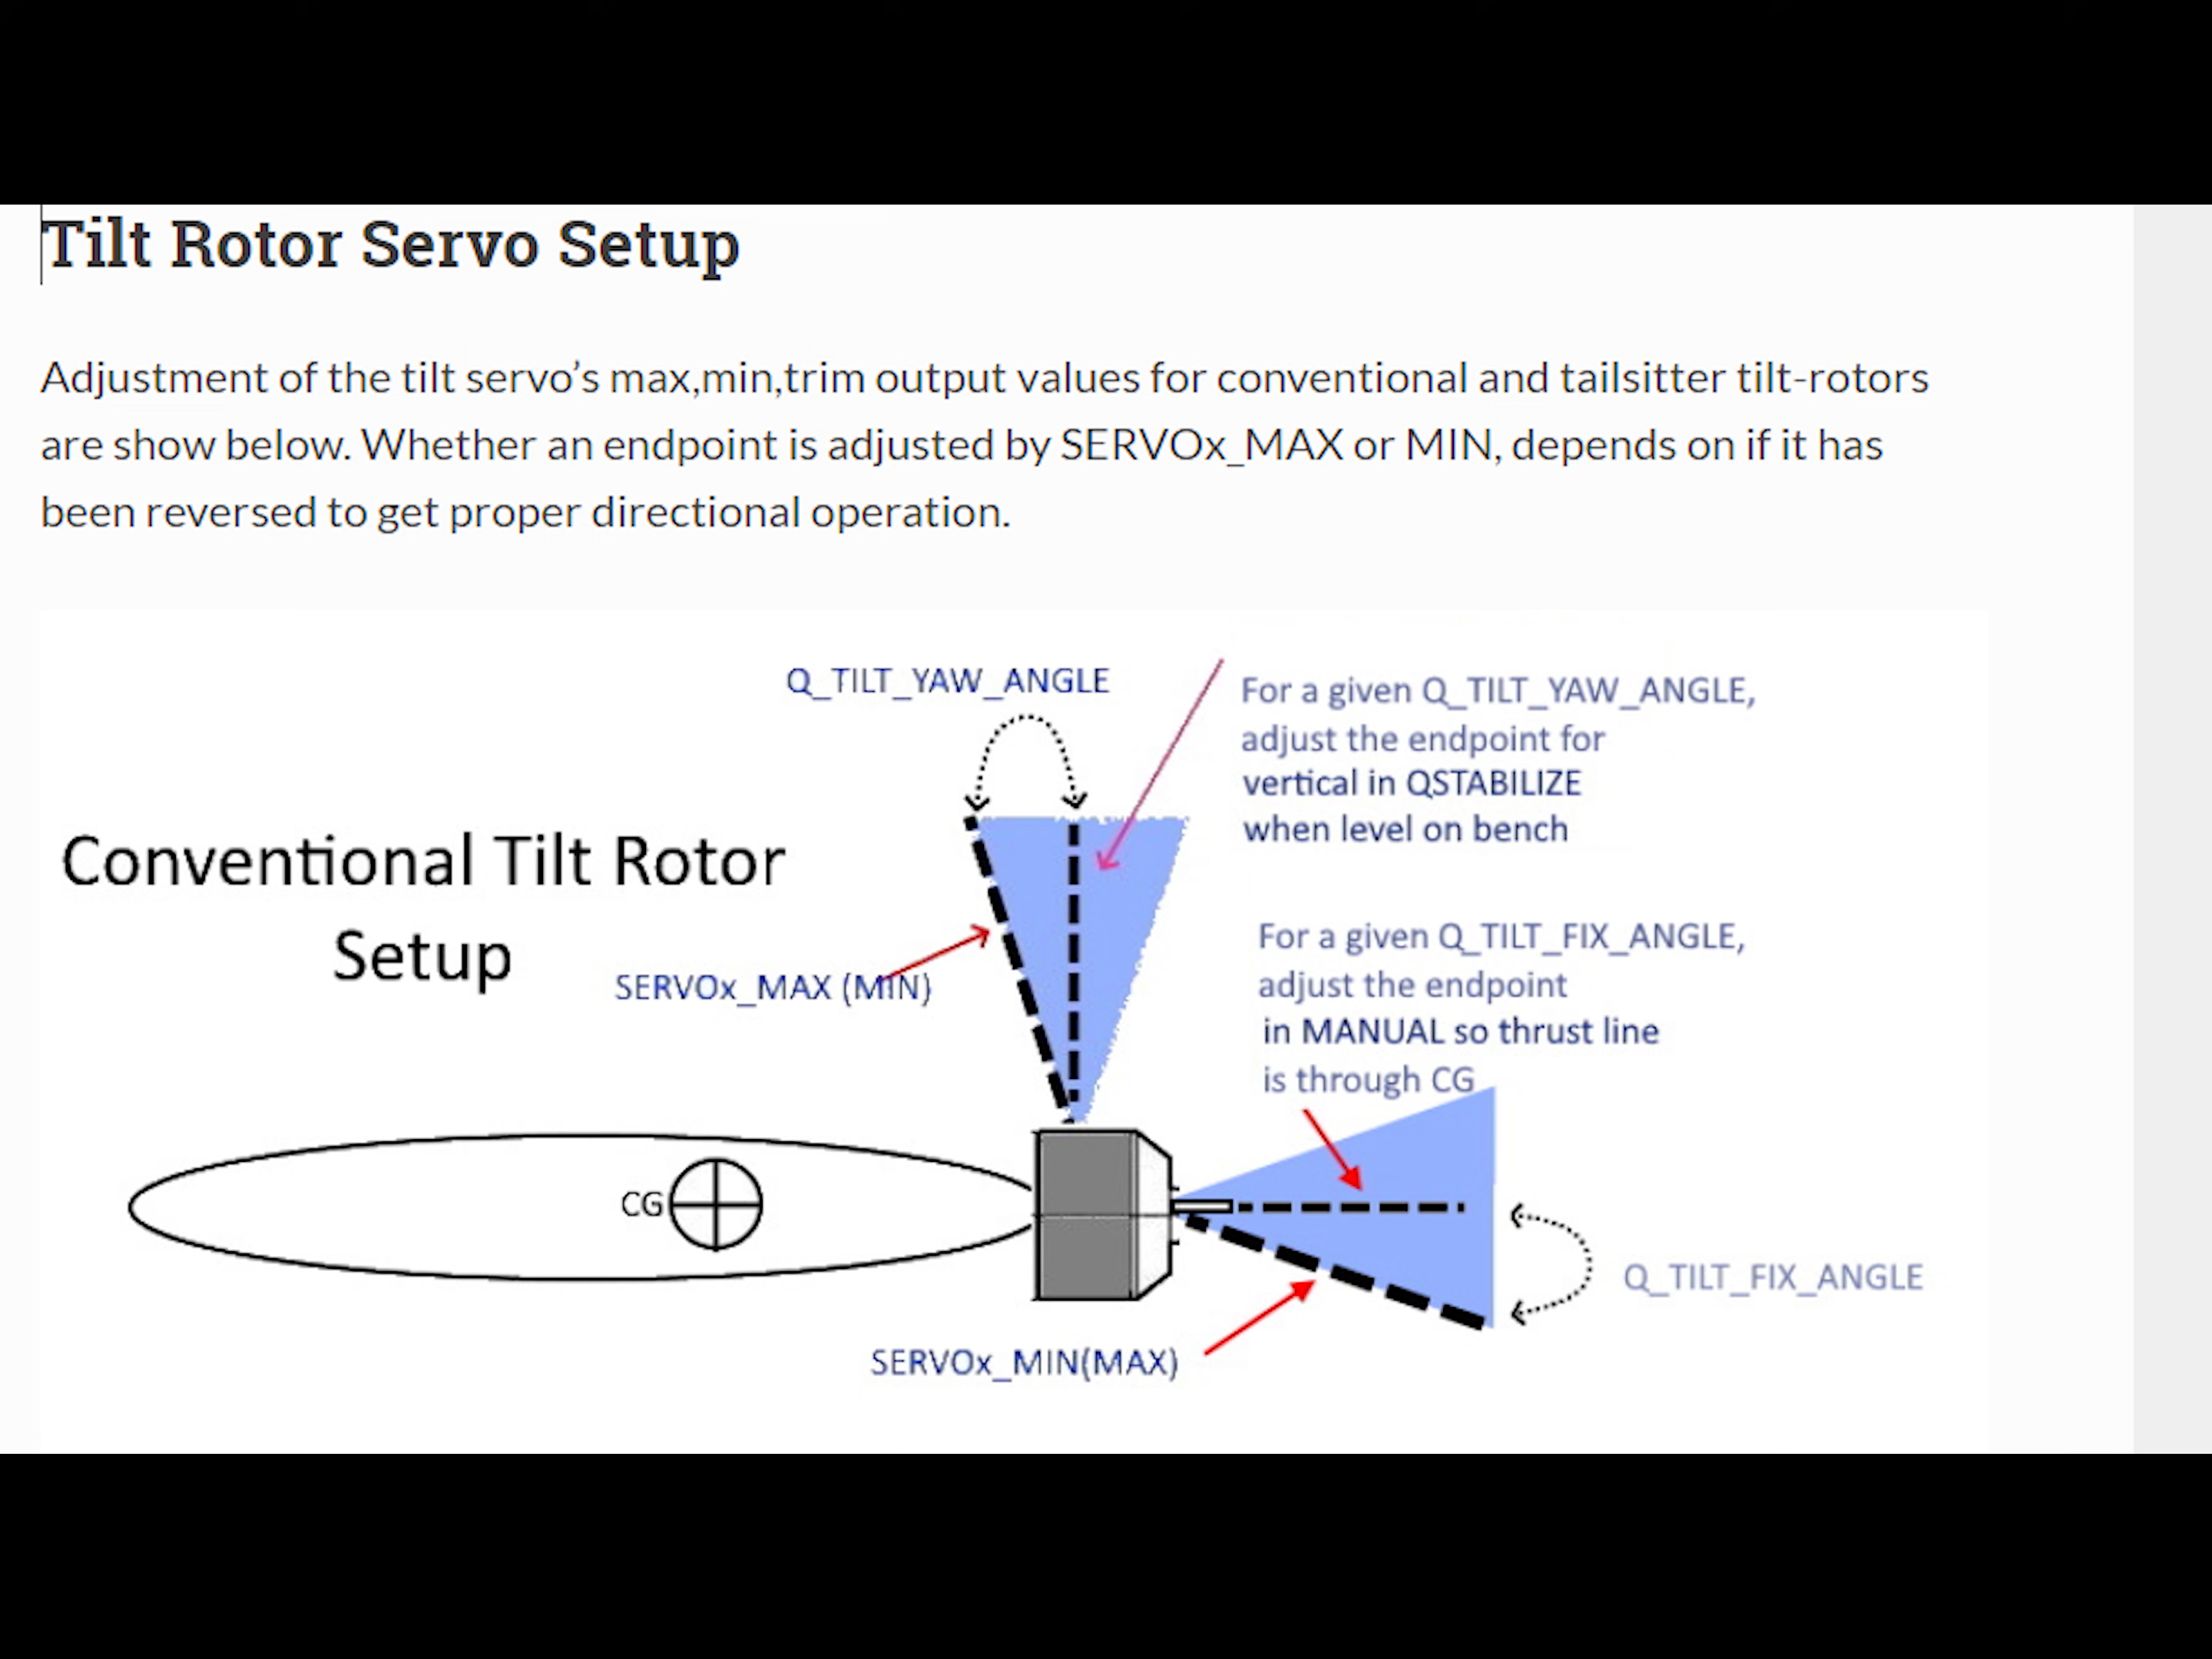 Tilt Rotor Servo Setup
Adjustment of the tilt servo's max,min,trim output values for conventional and tailsitter tilt-rotors
are show below. Whether an endpoint is adjusted by SERVOx_MAX or MIN, depends on if it has
been reversed to get proper directional operation.
Q_TILT_YAW_ANGLE
For a given Q_TILT_YAW_ANGLE,
adjust the endpoint for
vertical in QSTABILIZE
when level on bench
Conventional Tilt Rotor
Setup
SERVOx_MAX (MIN)
For a given Q_TILT_FIX_ANGLE,
adjust the endpoint
in MANUAL so thrust line
is through CG
CG
Q_TILT_FIX_ANGLE
SERVOx_MIN(MAX)